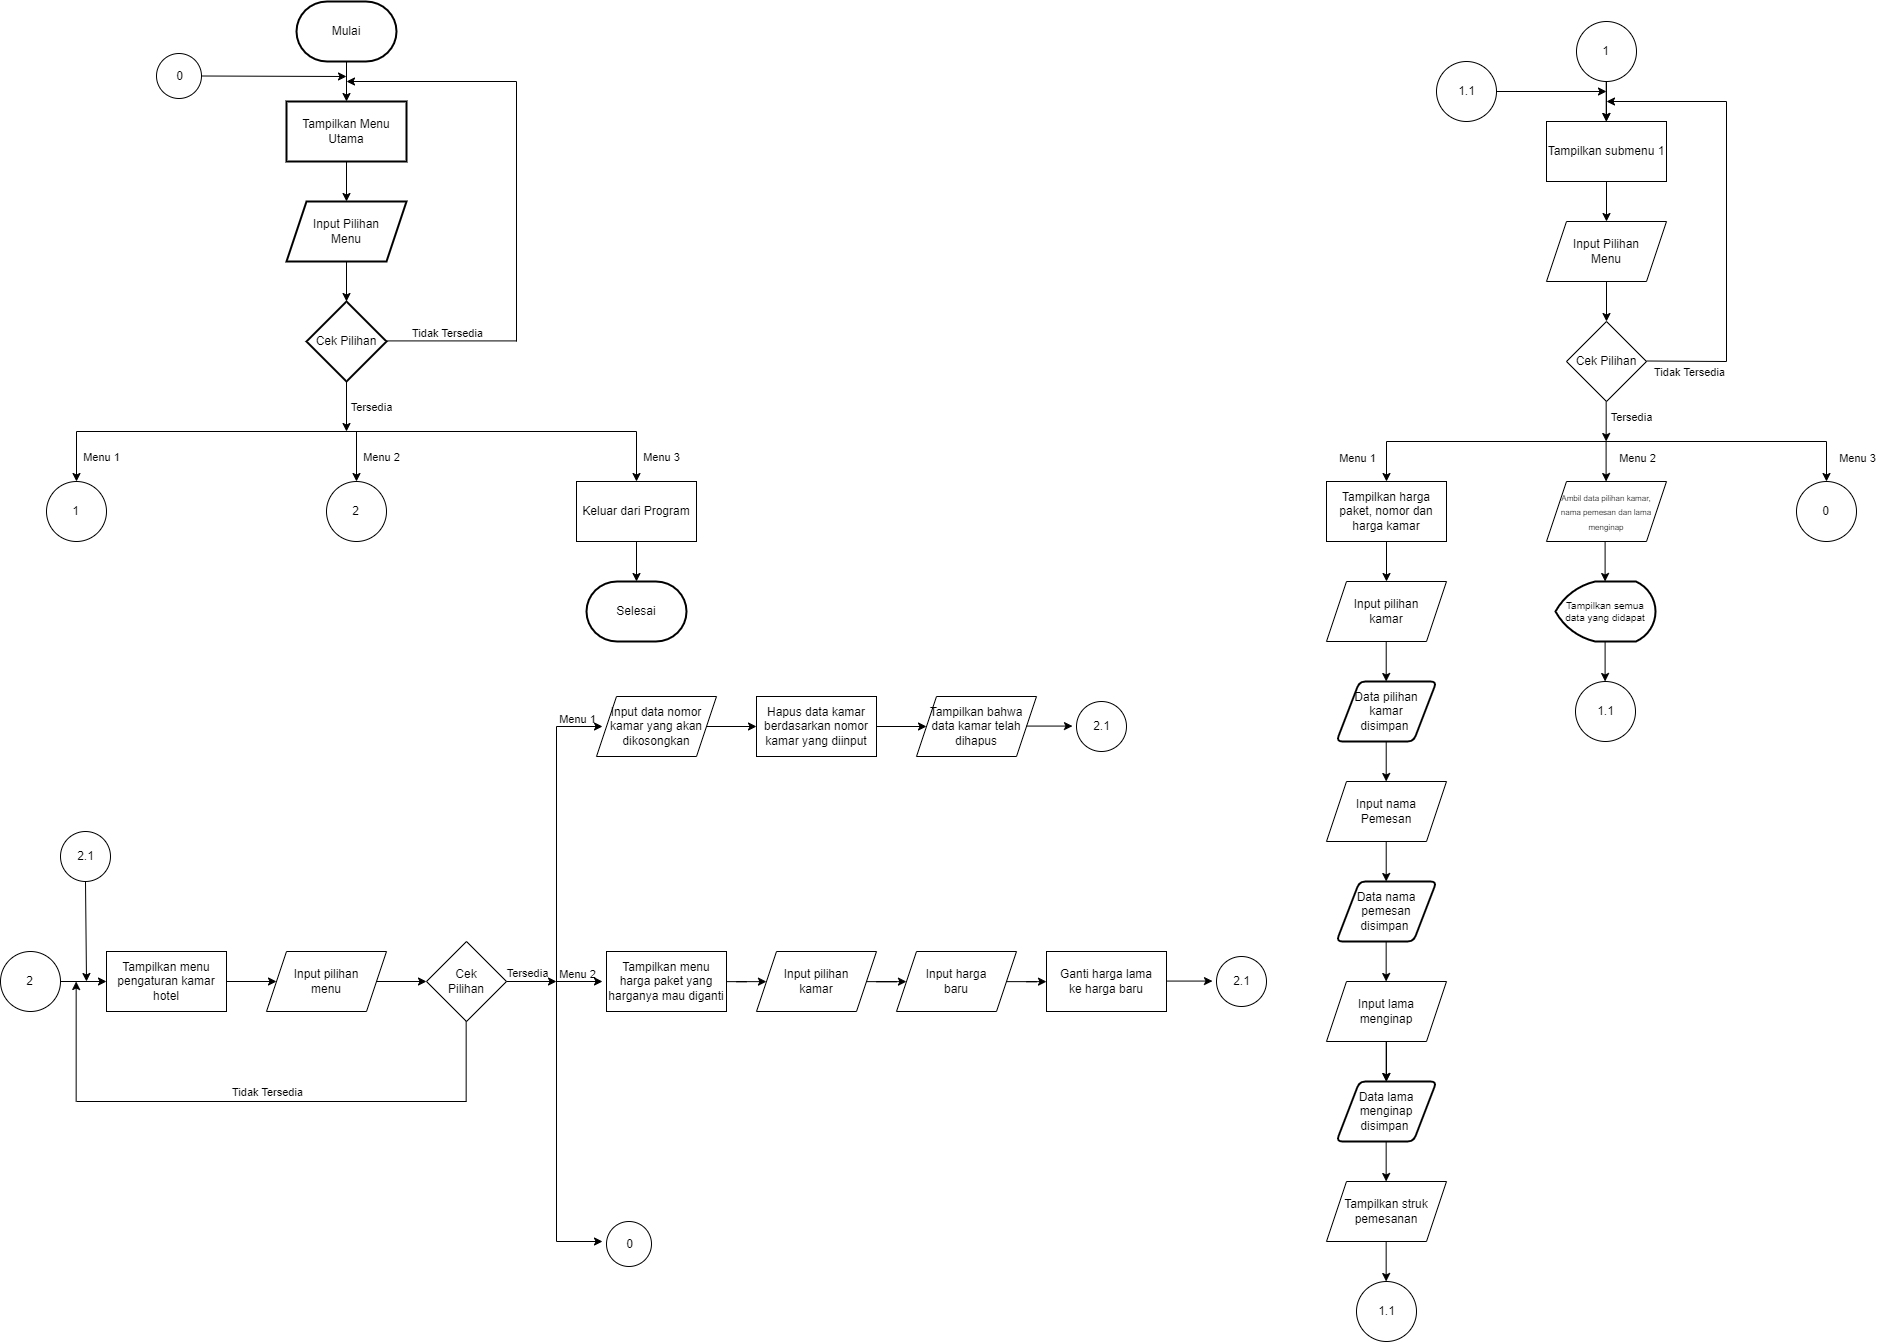 Mulai
0
Tampilkan Menu
Utama
Input Pilihan
Menu
Cek Pilihan
Tidak Tersedia
Tersedia
Menu 1
Menu 2
Menu 3
1
2
Keluar dari Program
Selesai
1
1.1
Tampilkan submenu 1
Input Pilihan
Menu
Cek Pilihan
Tidak Tersedia
Tersedia
Menu 1
Menu 2
Menu 3
Tampilkan harga
paket, nomor dan
harga kamar
Ambil data pilihan kamar,
nama pemesan dan lama
menginap
0
Input pilihan
kamar
Tampilkan semua
data yang didapat
Data pilihan
kamar
disimpan
1.1
Input nama
Pemesan
Data nama
pemesan
disimpan
Input lama
menginap
Data lama
menginap
disimpan
Tampilkan struk
pemesanan
1.1
2.1
2
Tampilkan menu
pengaturan kamar
hotel
Input pilihan
menu
Cek
Pilihan
Tersedia
Tidak Tersedia
Menu 1
Input data nomor
kamar yang akan
dikosongkan
Hapus data kamar
berdasarkan nomor
kamar yang diinput
Tampilkan bahwa
data kamar telah
dihapus
2.1
Menu 2
Tampilkan menu
harga paket yang
harganya mau diganti
Input pilihan
kamar
Input harga
baru
Ganti harga lama
ke harga baru
2.1
0